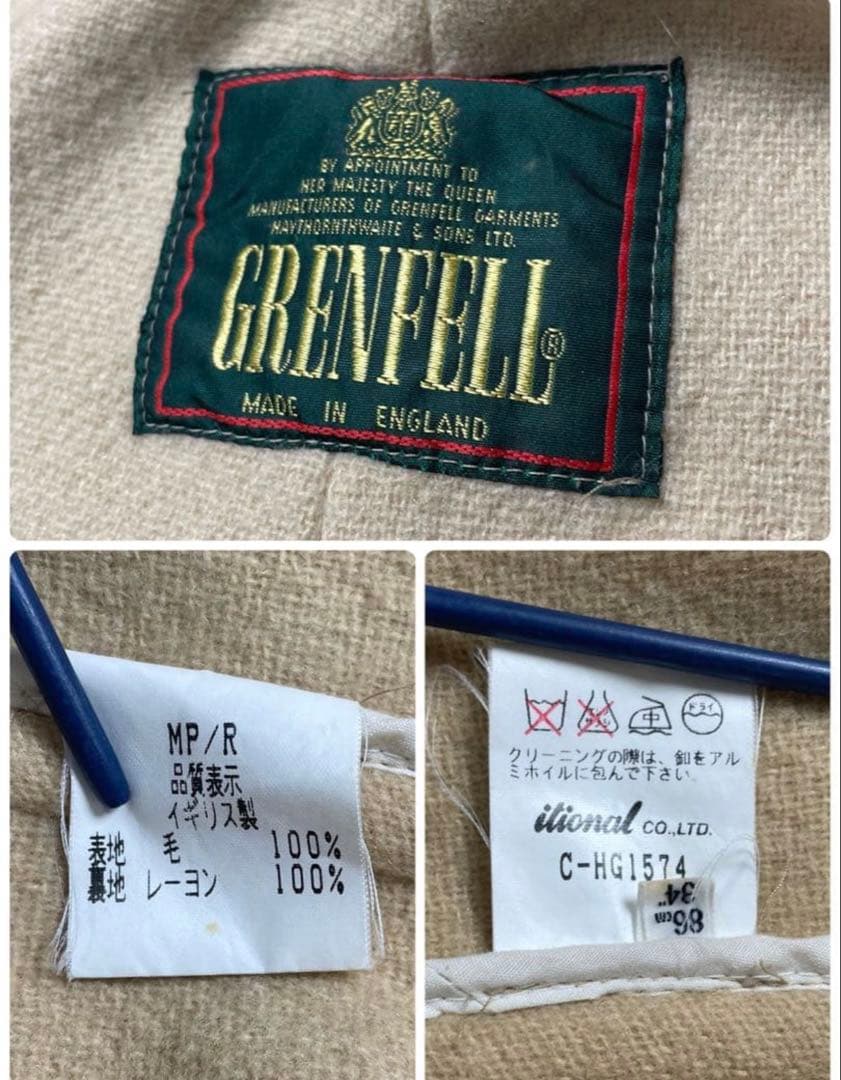 BY APPOINTMENT TO
HER MAJESTY THE QUEEN
MANUFACTURERS OF GRENFELL GARMENTS
HAYTHORNTHWAITE & SONS LTD.
GRENFELL®
MADE IN ENGLAND
MP/R
品質表示
イギリス製
表地 毛 100%
裏地 レーヨン 100%
中
ドライ
クリーニングの際は、釦をアル
ミホイルに包んで下さい。
itional CO.,LTD.
C-HG1574
86cm
34"